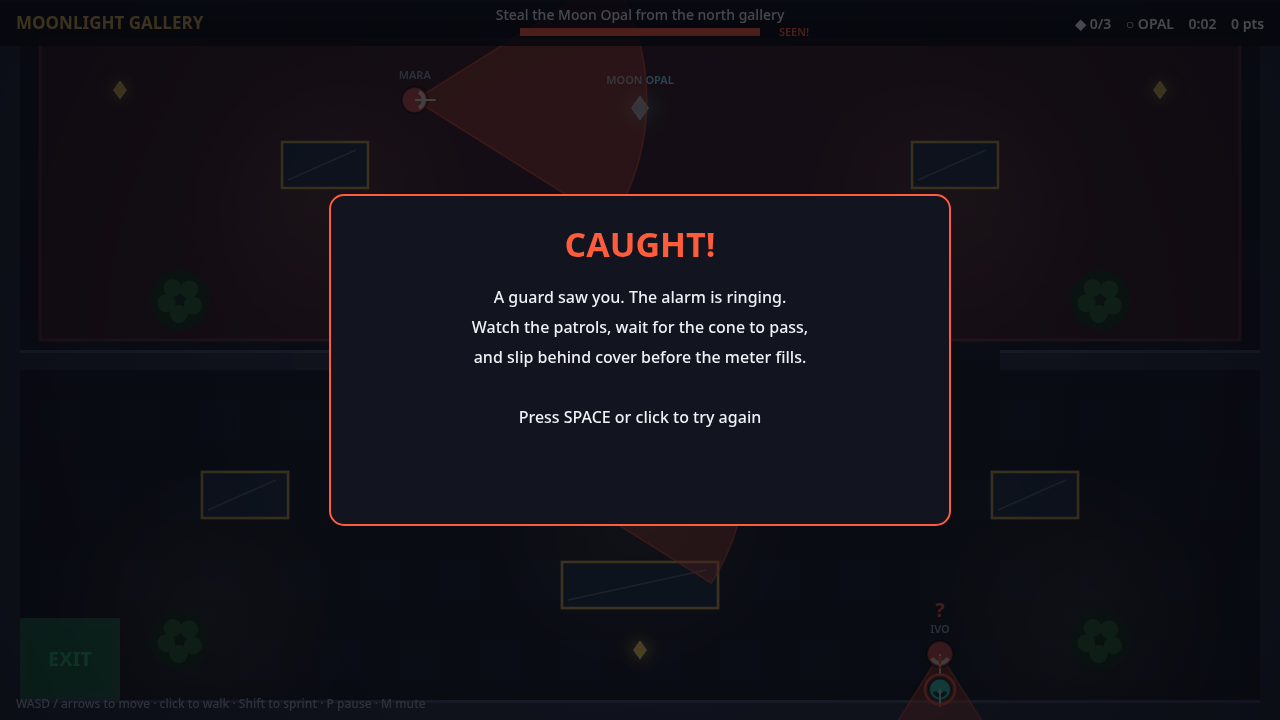 MOONLIGHT GALLERY
Steal the Moon Opal from the north gallery
SEEN!
◆ 0/3 ○ OPAL 0:02 0 pts
MARA
MOON OPAL
CAUGHT!
A guard saw you. The alarm is ringing.
Watch the patrols, wait for the cone to pass,
and slip behind cover before the meter fills.
Press SPACE or click to try again
?
IVO
EXIT
WASD / arrows to move · click to walk · Shift to sprint · P pause · M mute